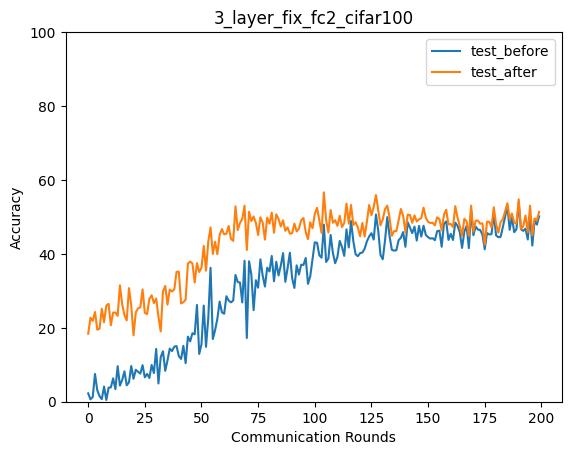 3_layer_fix_fc2_cifar100
100
80
60
40
20
0
Accuracy
test_before
test_after
0 25 50 75 100 125 150 175 200
Communication Rounds